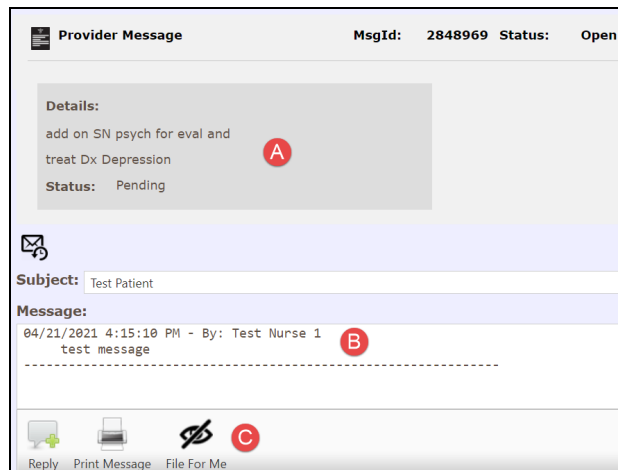 Provider Message MsgId: 2848969 Status: Open
Details:
add on SN psych for eval and
treat Dx Depression
A
Status: Pending
Subject: Test Patient
Message:
04/21/2021 4:15:10 PM - By: Test Nurse 1
B
test message
----------------------------------------------------------------
C
Reply Print Message File For Me